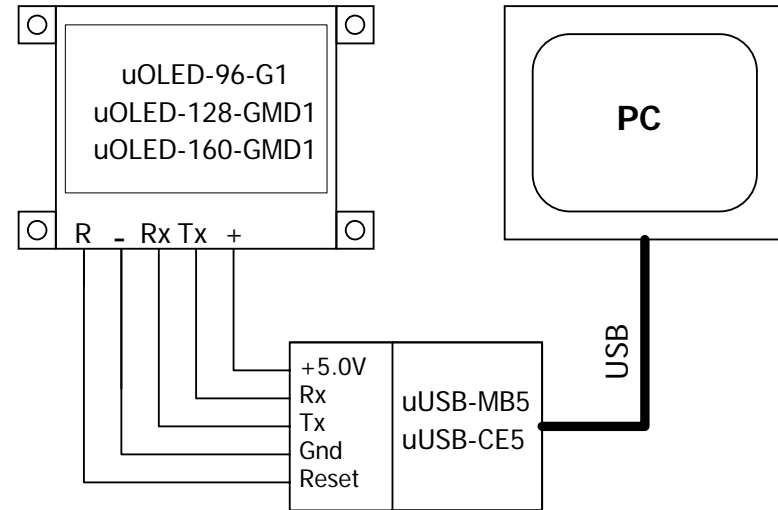 uOLED-96-G1
uOLED-128-GMD1
uOLED-160-GMD1
R - Rx Tx +
PC
USB
+5.0V
Rx
Tx
Gnd
Reset
uUSB-MB5
uUSB-CE5